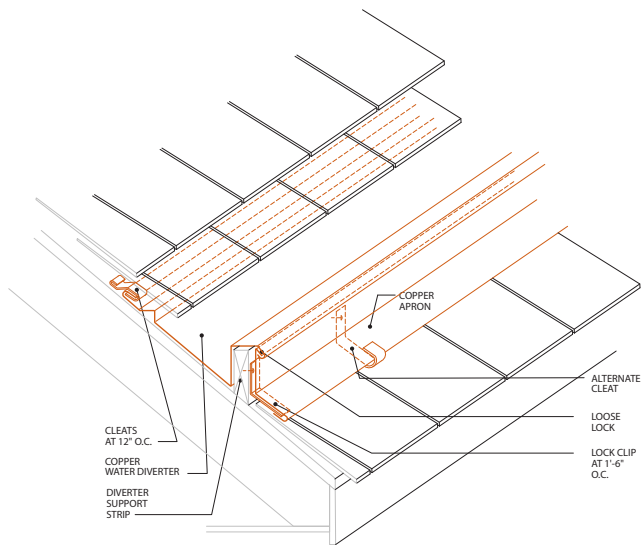 COPPER
APRON
ALTERNATE
CLEAT
LOOSE
LOCK
LOCK CLIP
AT 1'-6"
O.C.
CLEATS
AT 12" O.C.
COPPER
WATER DIVERTER
DIVERTER
SUPPORT
STRIP